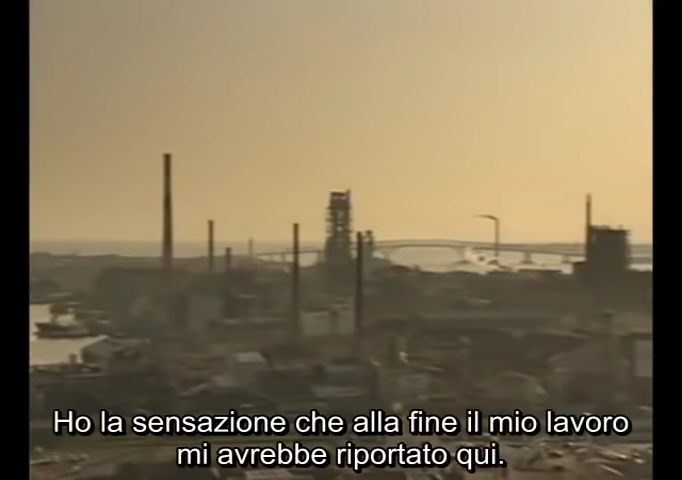 Ho la sensazione che alla fine il mio lavoro
mi avrebbe riportato qui.